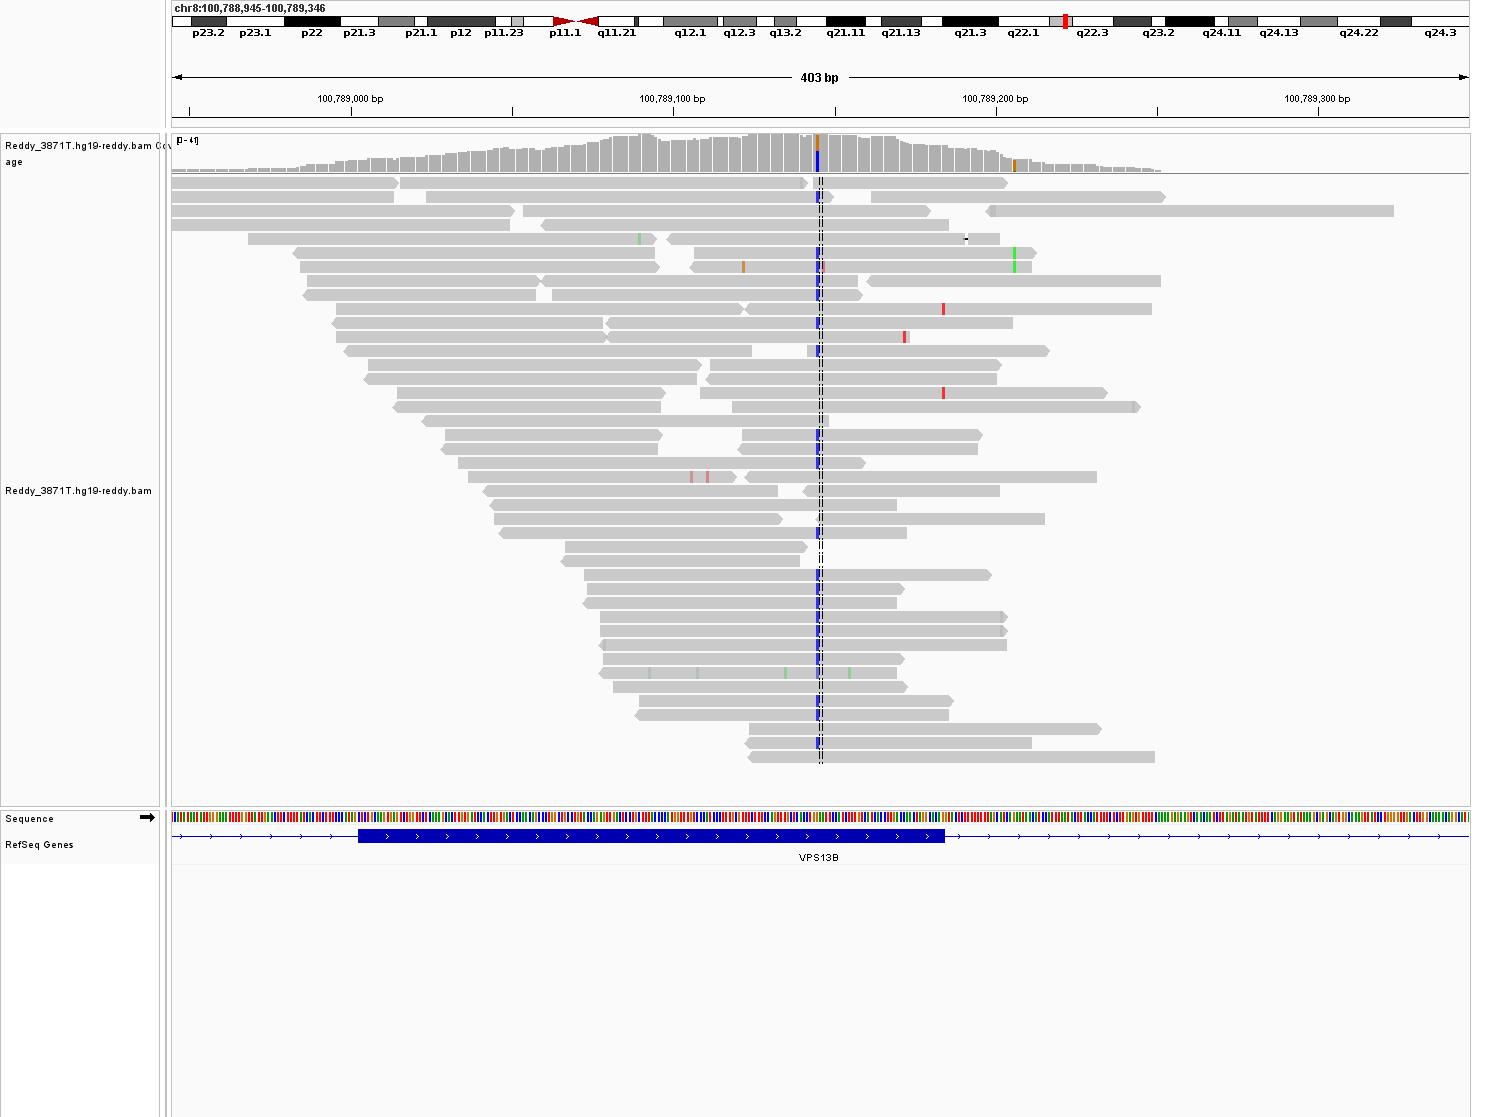 chr8:100,788,945-100,789,346
p23.2 p23.1 p22 p21.3 p21.1 p12 p11.23 p11.1 q11.21 q12.1 q12.3 q13.2 q21.11 q21.13 q21.3 q22.1 q22.3 q23.2 q24.11 q24.13 q24.22 q24.3
403 bp
100,789,000 bp 100,789,100 bp 100,789,200 bp 100,789,300 bp
Reddy_3871T.hg19-reddy.bam Cov
age
[0 - 41]
Reddy_3871T.hg19-reddy.bam
Sequence
RefSeq Genes
VPS13B